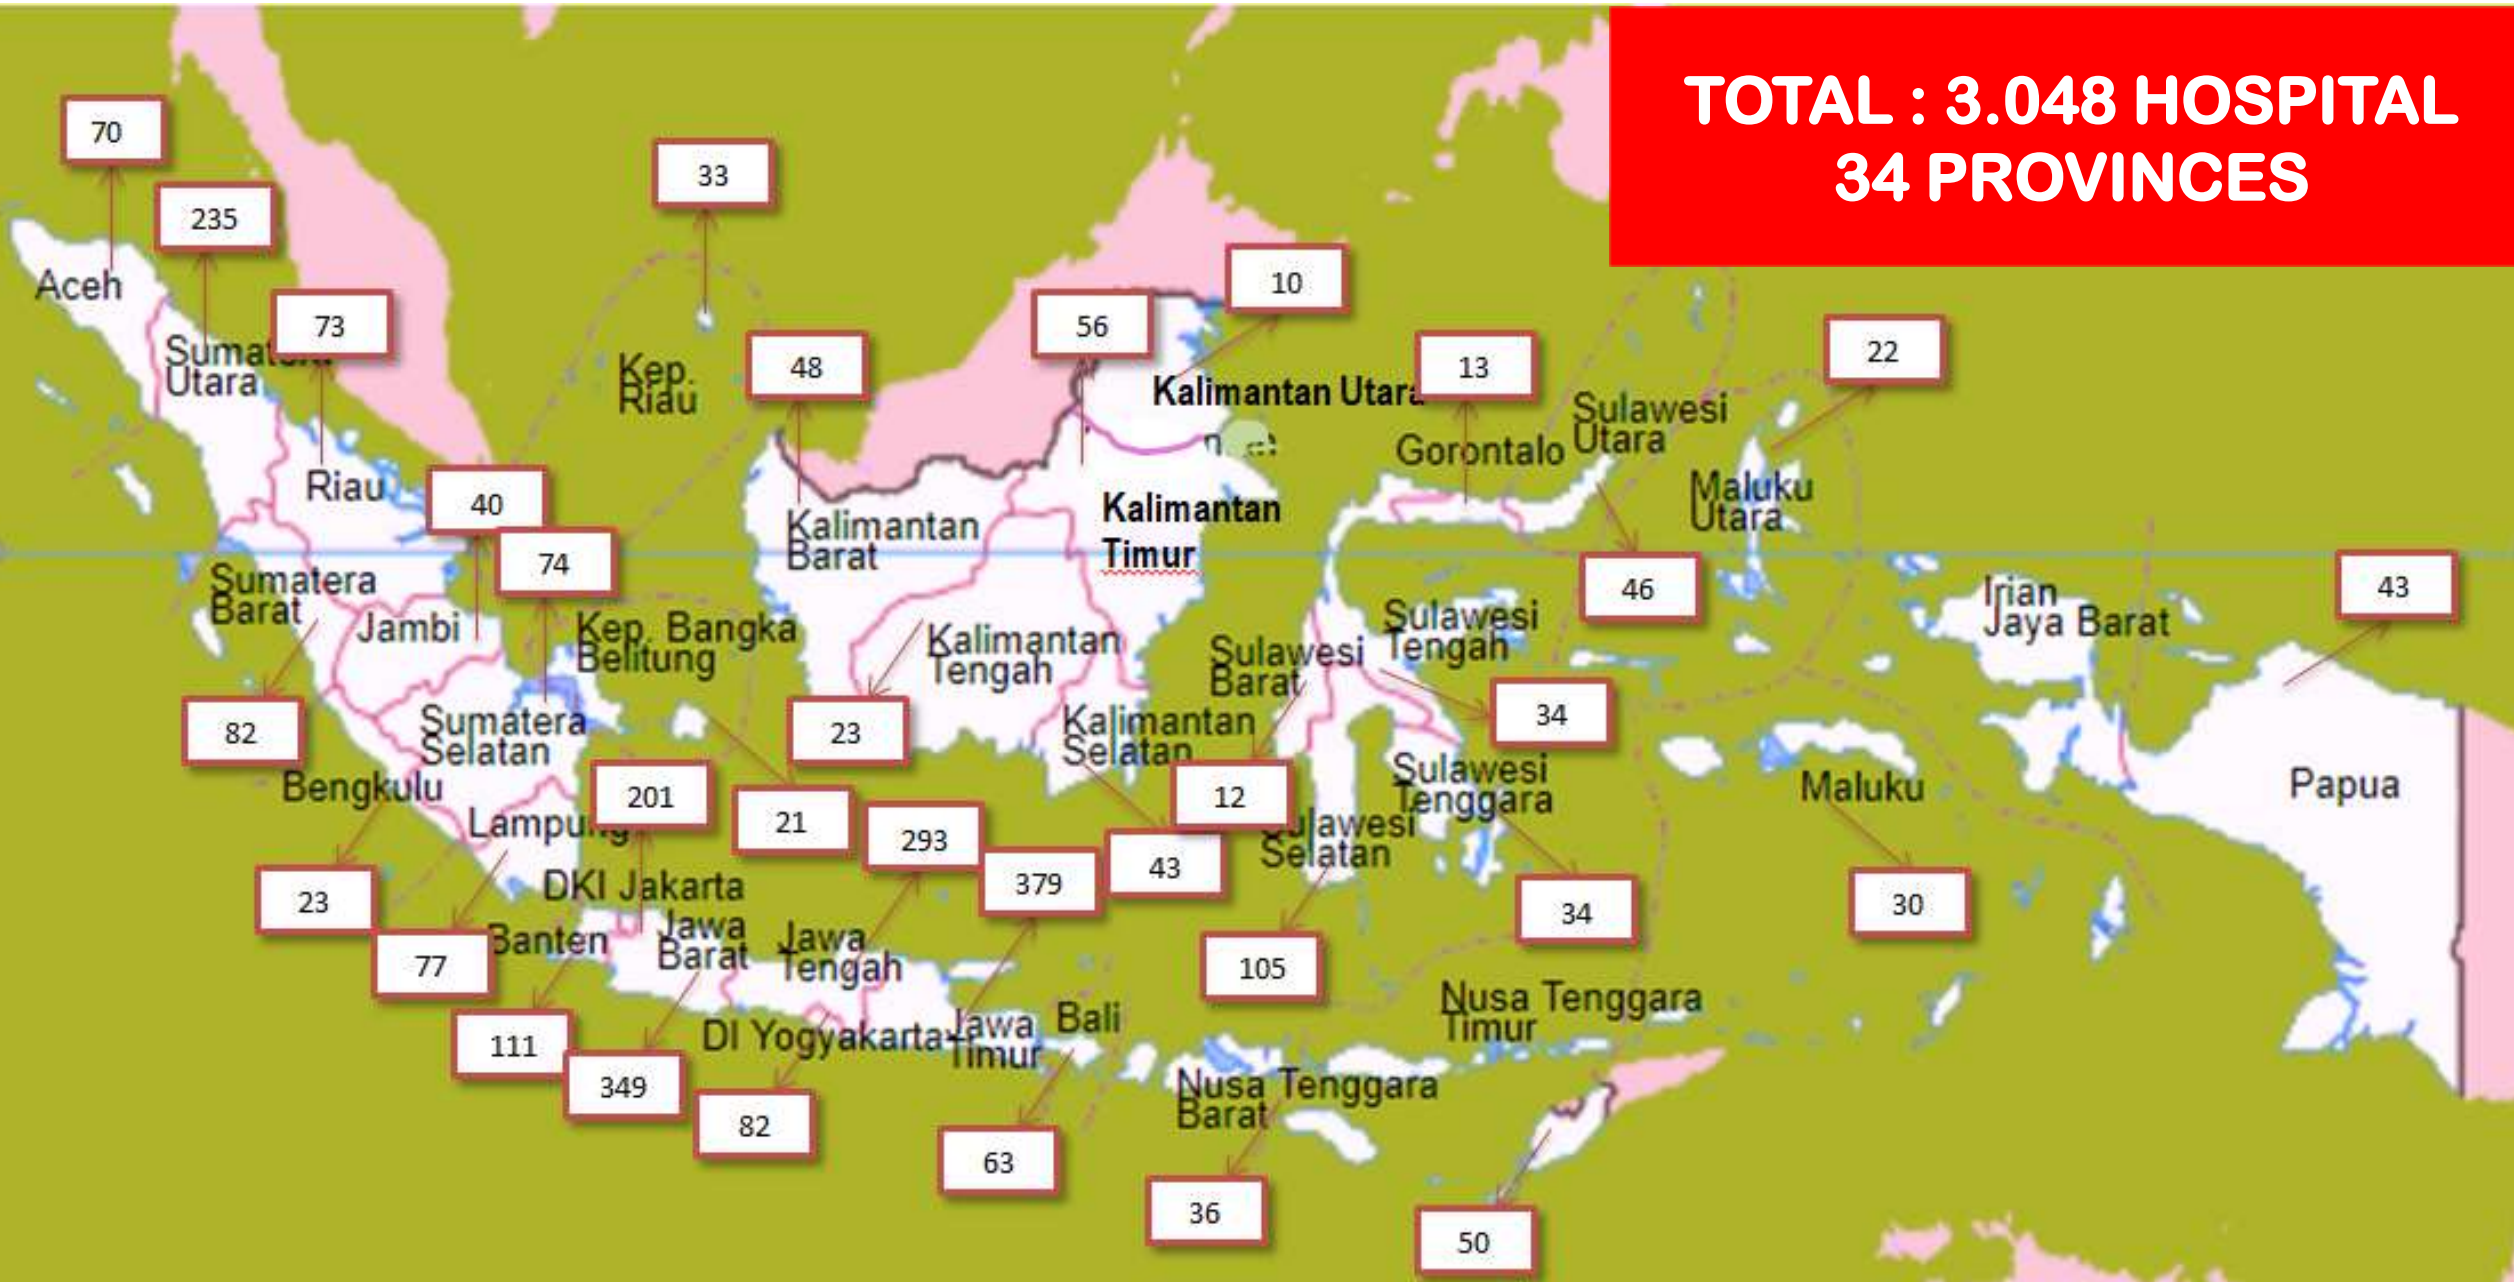 TOTAL : 3.048 HOSPITAL
34 PROVINCES
70
235
33
Aceh
73
10
56
48
13
22
Sumatera
Utara
Kep.
Riau
Kalimantan Utara
Sulawesi
Utara
Gorontalo
Riau
40
Kalimantan
Barat
Kalimantan
Timur
Maluku
Utara
74
46
43
Sumatera
Barat
Jambi
Kep. Bangka
Belitung
Kalimantan
Tengah
Sulawesi
Barat
Sulawesi
Tengah
Irian
Jaya Barat
82
Sumatera
Selatan
23
Kalimantan
Selatan
34
Bengkulu
201
21
12
Sulawesi
Tenggara
Maluku
Papua
Lampung
293
379
43
Sulawesi
Selatan
23
DKI Jakarta
34
30
77
Banten
Jawa
Barat
Jawa
Tengah
105
111
DI Yogyakarta
Jawa
Timur
Bali
Nusa Tenggara
Timur
349
82
63
Nusa Tenggara
Barat
36
50